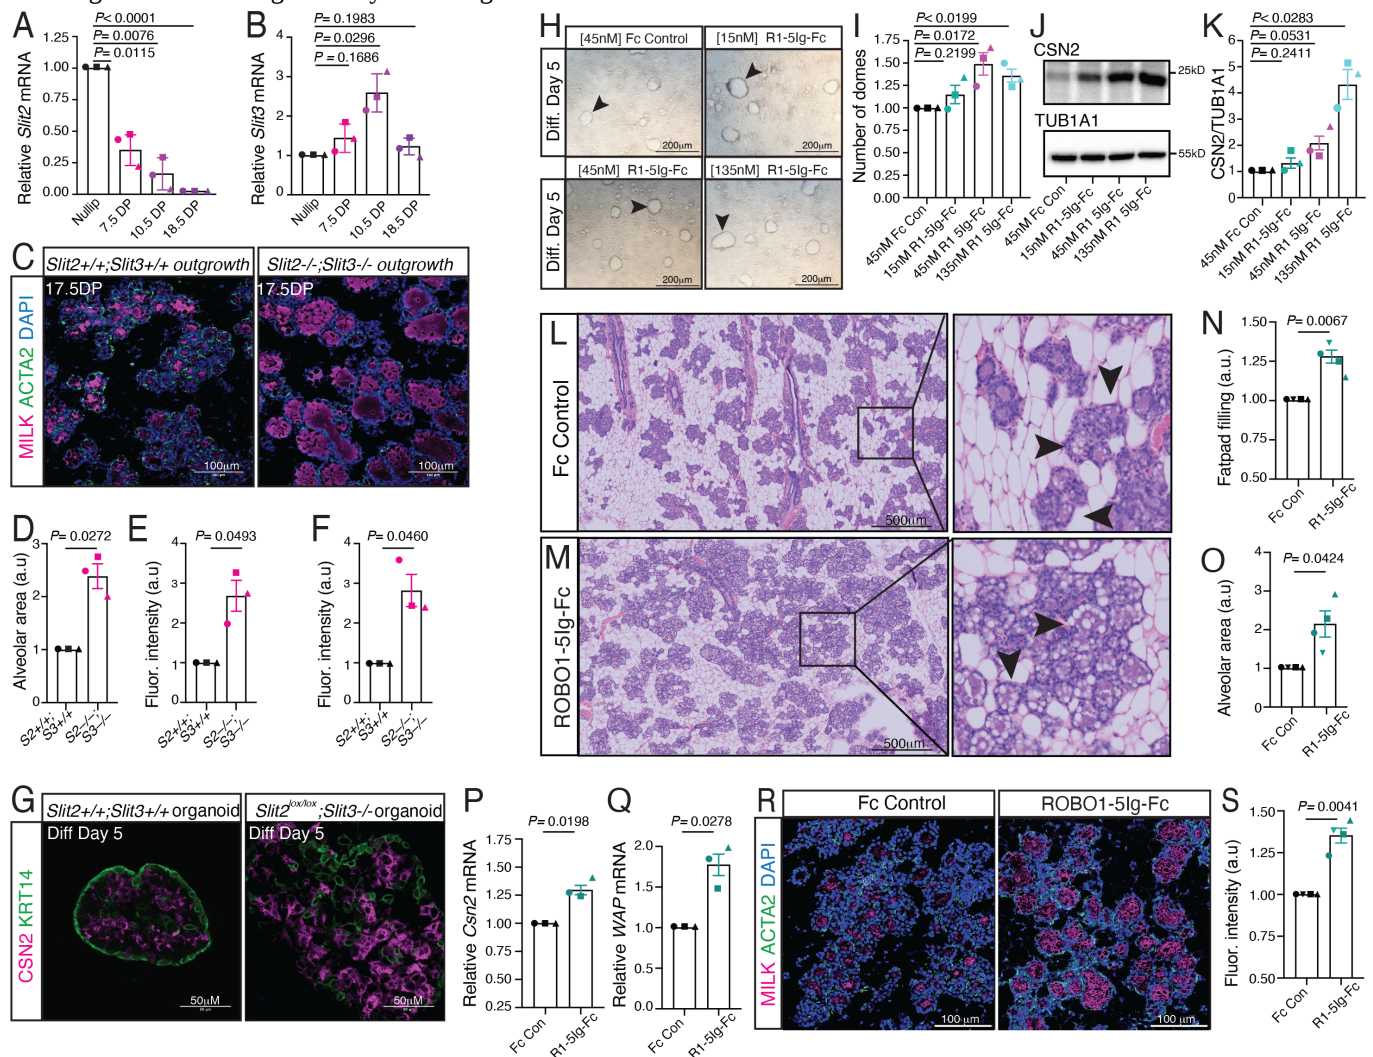 A
P< 0.0001
P= 0.0076
P= 0.0115
Relative Slit2 mRNA
1.25
1.00
0.75
0.50
0.25
0.00
Nullip
7.5 DP
10.5 DP
18.5 DP
B
P= 0.1983
P= 0.0296
P = 0.1686
Relative Slit3 mRNA
4
3
2
1
0
Nullip
7.5 DP
10.5 DP
18.5 DP
C
Slit2+/+;Slit3+/+ outgrowth
Slit2-/-;Slit3-/- outgrowth
17.5DP
17.5DP
MILK ACTA2 DAPI
100μm
100μm
D
P= 0.0272
Alveolar area (a.u)
3
2
1
0
S2+/+;
S3+/+
S2–/–;
S3–/–
E
P= 0.0493
Fluor. intensity (a.u)
4
3
2
1
0
S2+/+;
S3+/+
S2–/–;
S3–/–
F
P= 0.0460
Fluor. intensity (a.u)
4
3
2
1
0
S2+/+;
S3+/+
S2–/–;
S3–/–
G
Slit2+/+;Slit3+/+ organoid
Slit2lox/lox;Slit3-/- organoid
Diff Day 5
Diff Day 5
CSN2 KRT14
50μM
50μM
H
[45nM] Fc Control
[15nM] R1-5Ig-Fc
Diff. Day 5
200μm
200μm
[45nM] R1-5Ig-Fc
[135nM] R1-5Ig-Fc
Diff. Day 5
200μm
200μm
I
P< 0.0199
P= 0.0172
P= 0.2199
Number of domes
1.75
1.50
1.25
1.00
0.75
0.50
0.25
0.00
45nM Fc Con
15nM R1-5Ig-Fc
45nM R1 5Ig-Fc
135nM R1 5Ig-Fc
J
CSN2
25kD
TUB1A1
55kD
45nM Fc Con
15nM R1-5Ig-Fc
45nM R1 5Ig-Fc
135nM R1 5Ig-Fc
K
P< 0.0283
P= 0.0531
P= 0.2411
CSN2/TUB1A1
6
5
4
3
2
1
0
45nM Fc Con
15nM R1-5Ig-Fc
45nM R1 5Ig-Fc
135nM R1 5Ig-Fc
L
Fc Control
500μm
M
ROBO1-5Ig-Fc
500μm
N
P= 0.0067
Fatpad filling (a.u.)
1.50
1.25
1.00
0.75
0.50
Fc Con
R1-5Ig-Fc
O
P= 0.0424
Alveolar area (a.u)
4
3
2
1
0
Fc Con
R1-5Ig-Fc
P
P= 0.0198
Relative Csn2 mRNA
1.75
1.50
1.25
1.00
0.75
0.50
0.25
Fc Con
R1-5Ig-Fc
Q
P= 0.0278
Relative WAP mRNA
2.0
1.5
1.0
0.5
0.0
Fc Con
R1-5Ig-Fc
R
Fc Control
ROBO1-5Ig-Fc
MILK ACTA2 DAPI
100 μm
100 μm
S
P= 0.0041
Fluor. intensity (a.u)
1.50
1.25
1.00
0.75
0.50
Fc Con
R1-5Ig-Fc